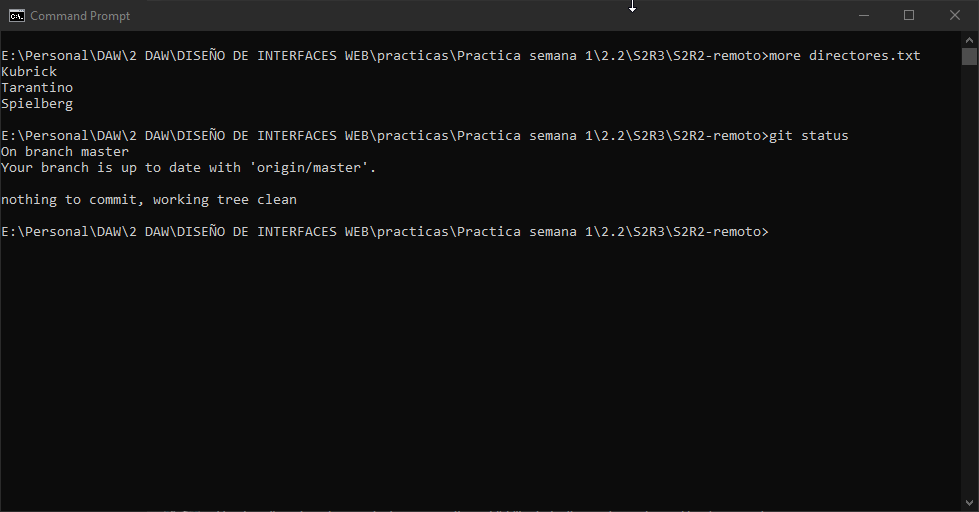 Command Prompt
E:\Personal\DAW\2 DAW\DISEÑO DE INTERFACES WEB\practicas\Practica semana 1\2.2\S2R3\S2R2-remoto>more directores.txt
Kubrick
Tarantino
Spielberg
E:\Personal\DAW\2 DAW\DISEÑO DE INTERFACES WEB\practicas\Practica semana 1\2.2\S2R3\S2R2-remoto>git status
On branch master
Your branch is up to date with 'origin/master'.
nothing to commit, working tree clean
E:\Personal\DAW\2 DAW\DISEÑO DE INTERFACES WEB\practicas\Practica semana 1\2.2\S2R3\S2R2-remoto>